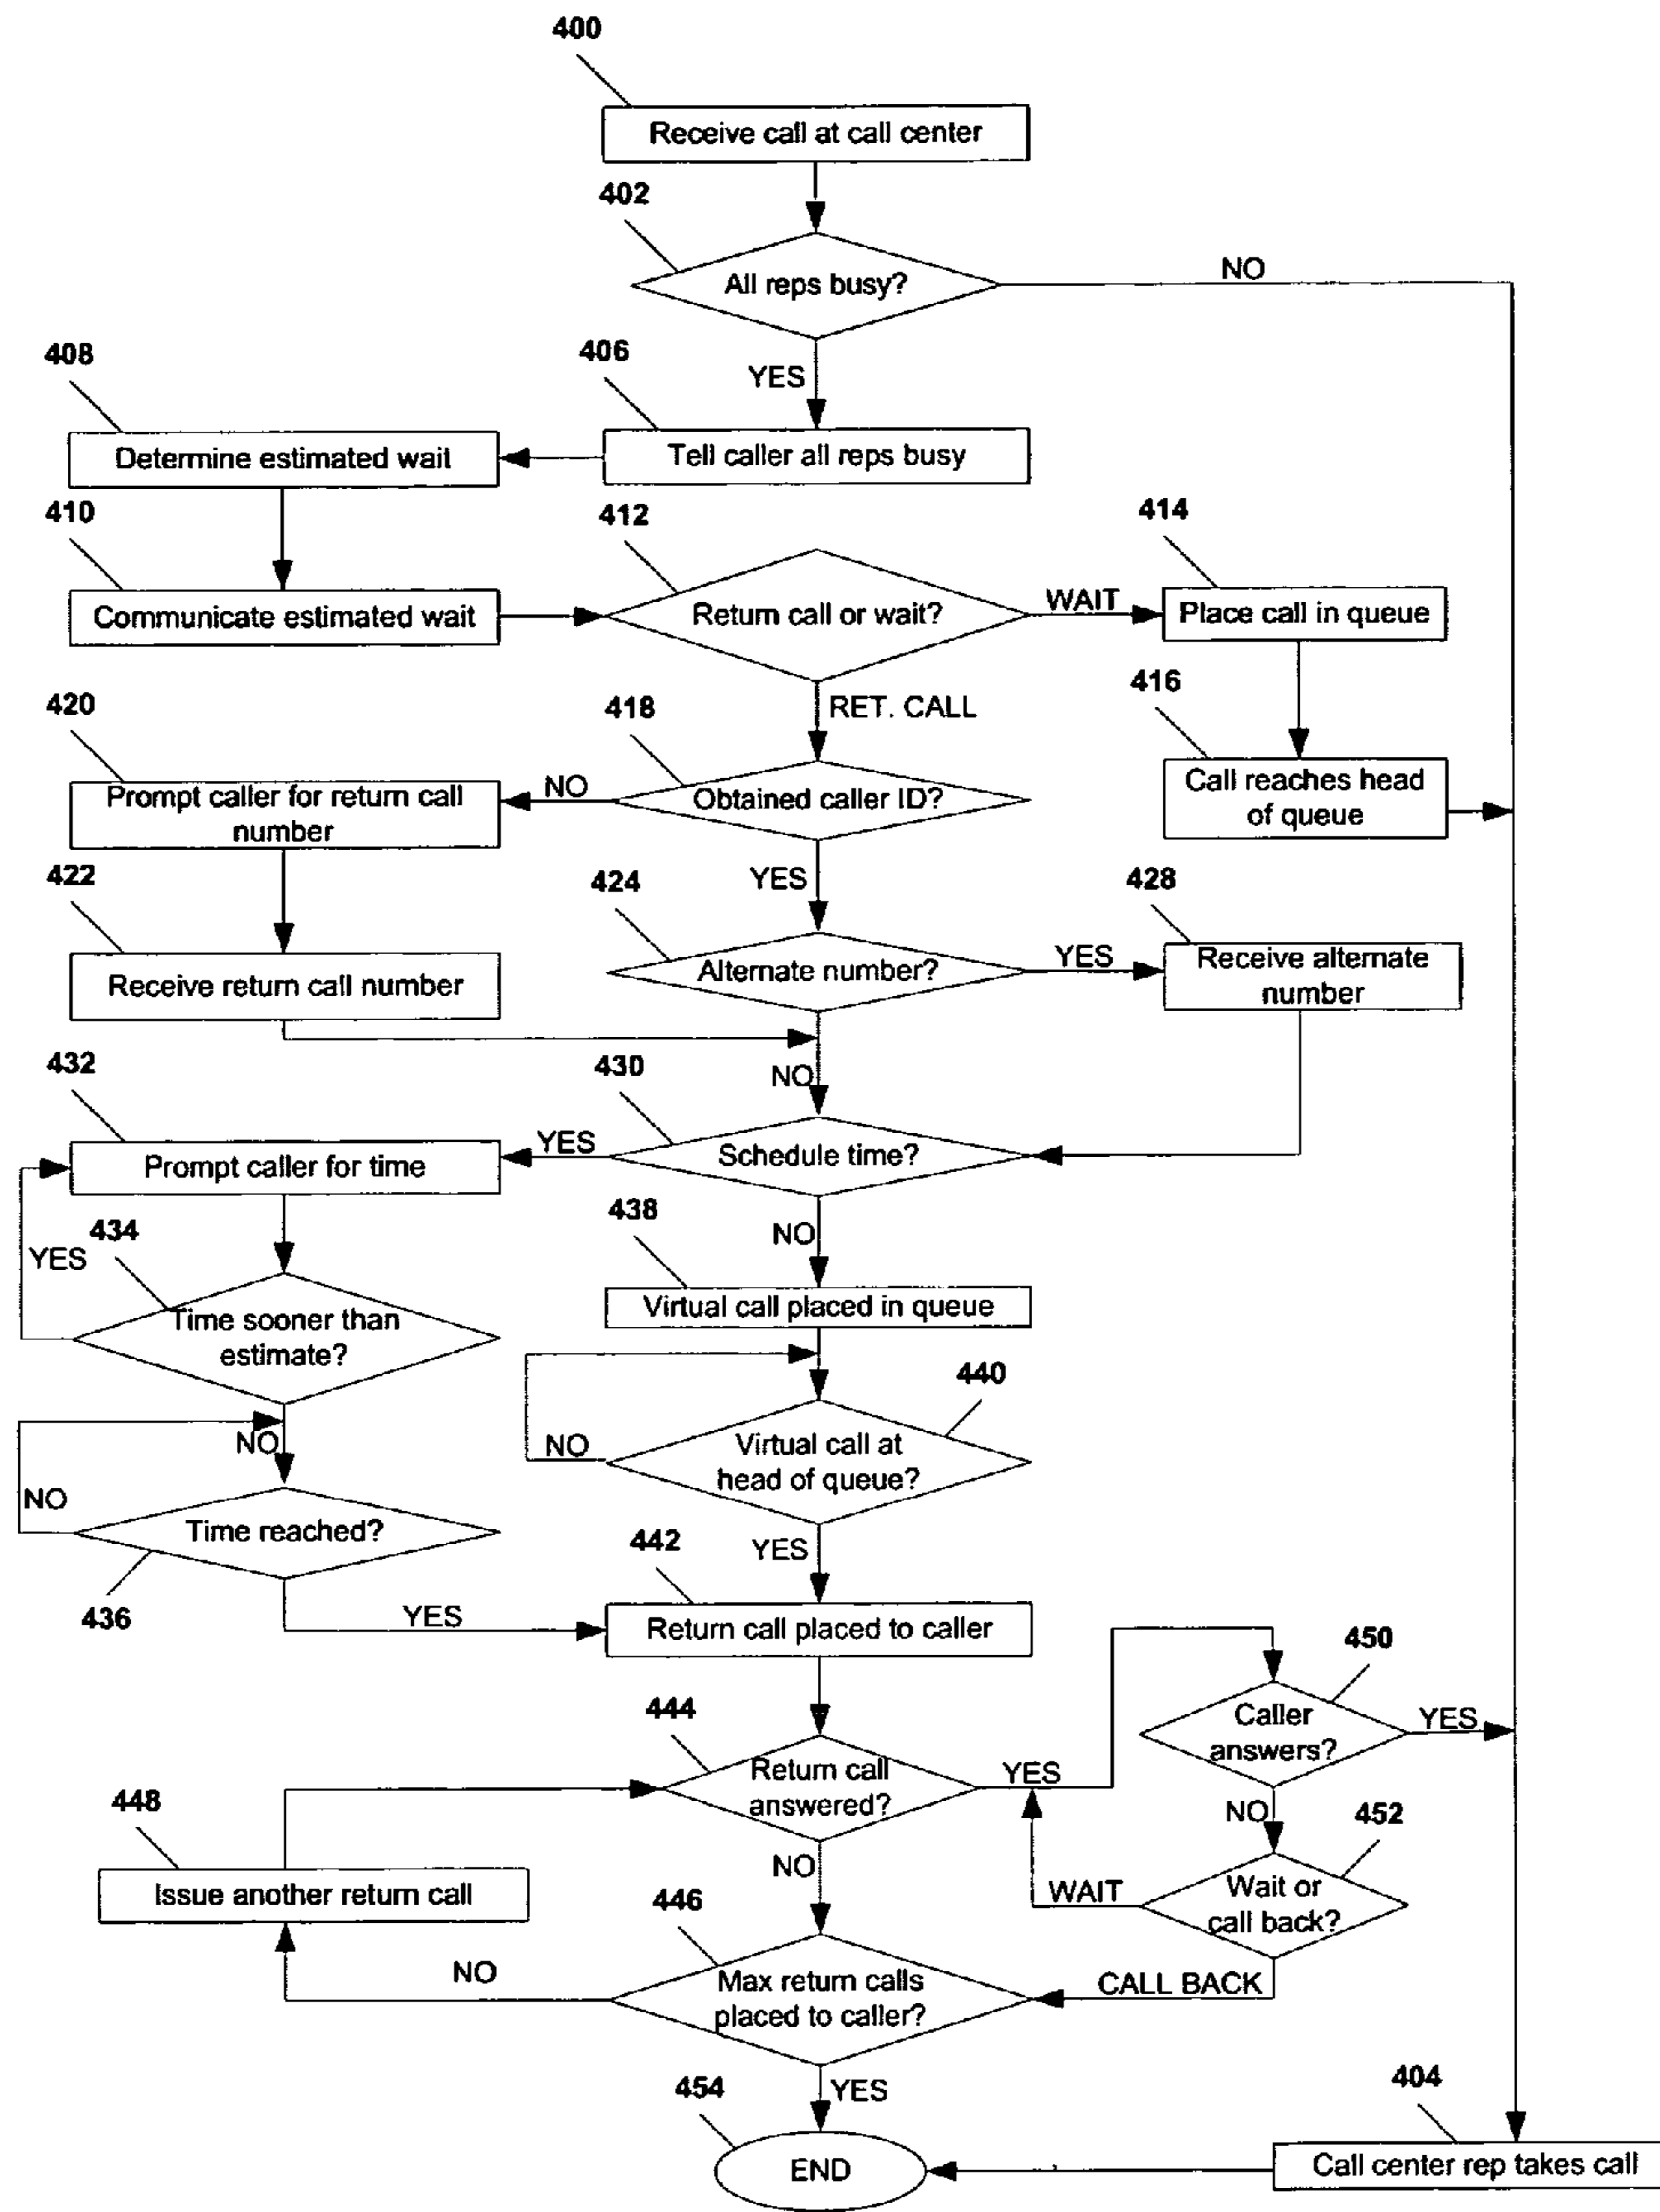 400
Receive call at call center
402
All reps busy?
NO
YES
408
406
Determine estimated wait
Tell caller all reps busy
410
412
414
Communicate estimated wait
Return call or wait?
WAIT
Place call in queue
416
RET. CALL
420
418
Prompt caller for return call
number
NO
Obtained caller ID?
Call reaches head
of queue
422
YES
424
428
Receive return call number
Alternate number?
YES
Receive alternate
number
432
430
NO
Prompt caller for time
YES
Schedule time?
434
YES
438
NO
Time sooner than
estimate?
Virtual call placed in queue
440
NO
NO
Virtual call at
head of queue?
NO
Time reached?
436
YES
442
YES
Return call placed to caller
450
444
Caller
answers?
YES
Return call
answered?
YES
448
NO
452
Issue another return call
NO
446
WAIT
Wait or
call back?
NO
Max return calls
placed to caller?
CALL BACK
454
YES
404
END
Call center rep takes call